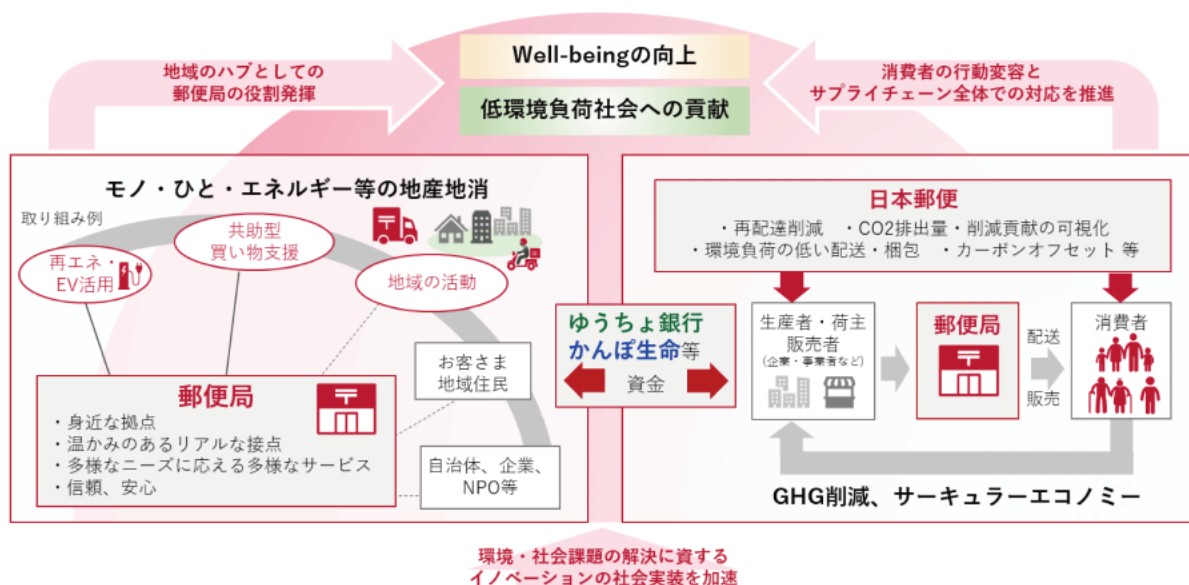 Well-beingの向上
低環境負荷社会への貢献
地域のハブとしての
郵便局の役割発揮
消費者の行動変容と
サプライチェーン全体での対応を推進
モノ・ひと・エネルギー等の地産地消
取り組み例
再エネ・
EV活用
共助型
買い物支援
地域の活動
郵便局
・身近な拠点
・温かみのあるリアルな接点
・多様なニーズに応える多様なサービス
・信頼、安心
お客さま
地域住民
自治体、企業、
NPO等
ゆうちょ銀行
かんぽ生命等
資金
日本郵便
・再配達削減 ・CO2排出量・削減貢献の可視化
・環境負荷の低い配送・梱包 ・カーボンオフセット 等
生産者・荷主
販売者
(企業・事業者など)
郵便局
配送
販売
消費者
GHG削減、サーキュラーエコノミー
環境・社会課題の解決に資する
イノベーションの社会実装を加速